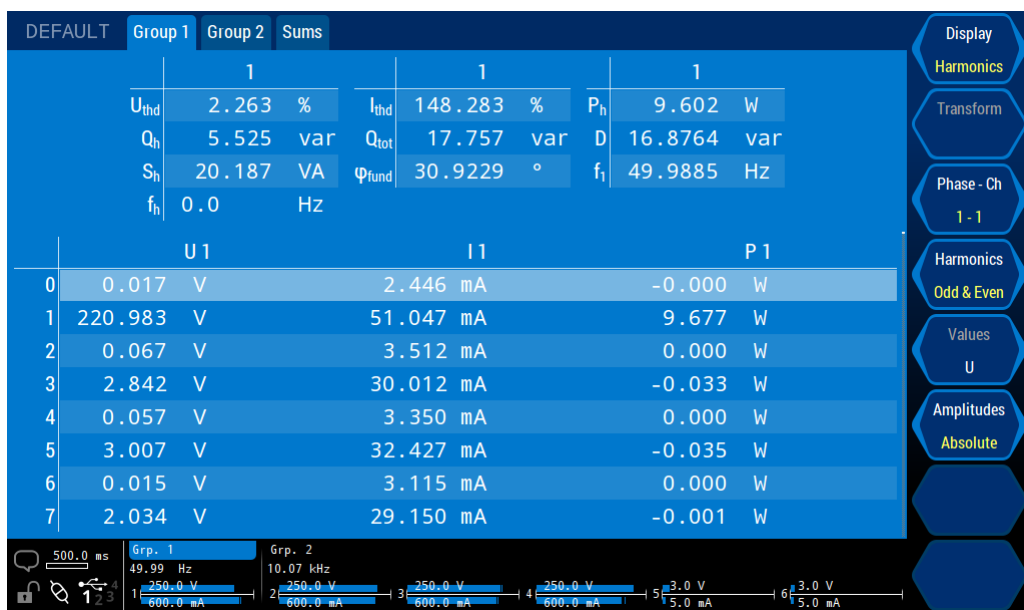 DEFAULT Group 1 Group 2 Sums
1 1 1
Uthd 2.263 % Ithd 148.283 % Ph 9.602 W
Qh 5.525 var Qtot 17.757 var D 16.8764 var
Sh 20.187 VA φfund 30.9229 ° f1 49.9885 Hz
fh 0.0 Hz
U 1 I 1 P 1
0 0.017 V 2.446 mA -0.000 W
1 220.983 V 51.047 mA 9.677 W
2 0.067 V 3.512 mA 0.000 W
3 2.842 V 30.012 mA -0.033 W
4 0.057 V 3.350 mA 0.000 W
5 3.007 V 32.427 mA -0.035 W
6 0.015 V 3.115 mA 0.000 W
7 2.034 V 29.150 mA -0.001 W
Display
Harmonics
Transform
Phase - Ch
1 - 1
Harmonics
Odd & Even
Values
U
Amplitudes
Absolute
500.0 ms Grp. 1 Grp. 2
49.99 Hz 10.07 kHz
1 2 3 4
1 250.0 V 2 250.0 V 3 250.0 V 4 250.0 V 5 3.0 V 6 3.0 V
600.0 mA 600.0 mA 600.0 mA 600.0 mA 5.0 mA 5.0 mA